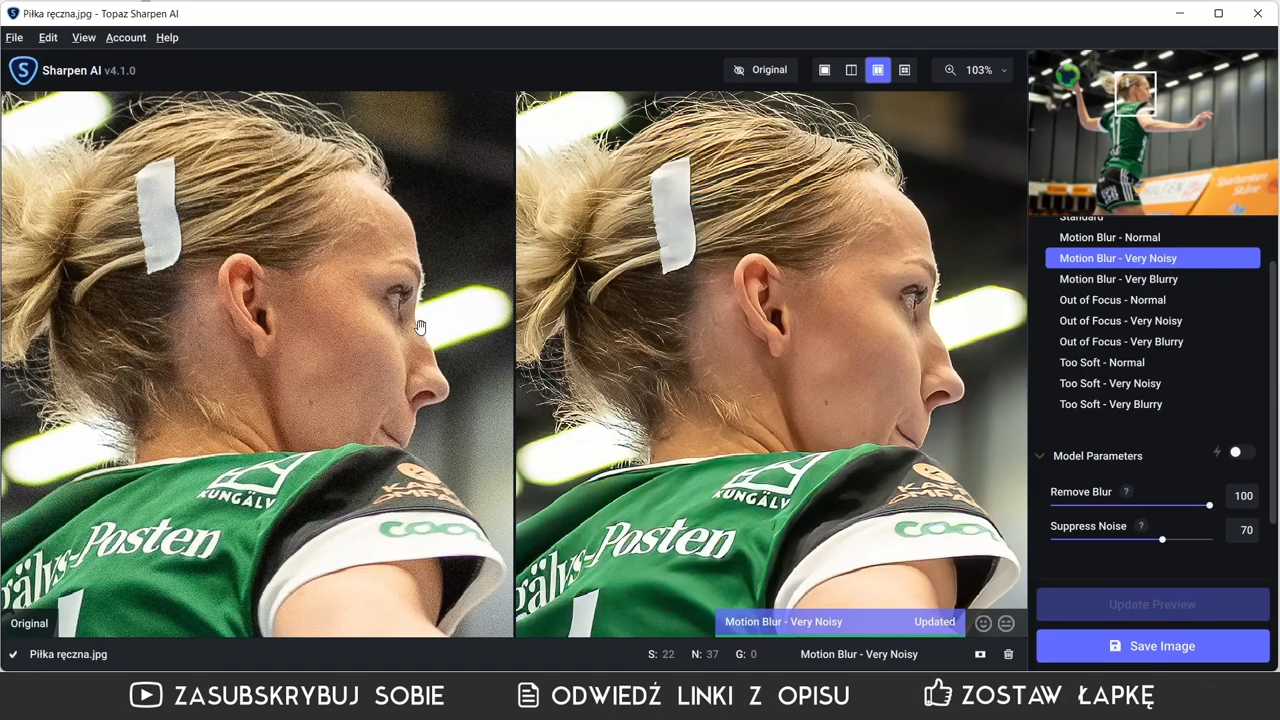 Piłka ręczna.jpg - Topaz Sharpen AI
File Edit View Account Help
Sharpen AI v4.1.0
Original
103%
Standard
Motion Blur - Normal
Motion Blur - Very Noisy
Motion Blur - Very Blurry
Out of Focus - Normal
Out of Focus - Very Noisy
Out of Focus - Very Blurry
Too Soft - Normal
Too Soft - Very Noisy
Too Soft - Very Blurry
Model Parameters
Remove Blur ? 100
Suppress Noise ? 70
Update Preview
Save Image
KUNGÄLV
gälvs-Posten
coo
KUNGÄLV
gälvs-Posten
coo
Original
Motion Blur - Very Noisy Updated
Piłka ręczna.jpg
S: 22 N: 37 G: 0 Motion Blur - Very Noisy
ZASUBSKRYBUJ SOBIE
ODWIEDŹ LINKI Z OPISU
ZOSTAW ŁAPKĘ